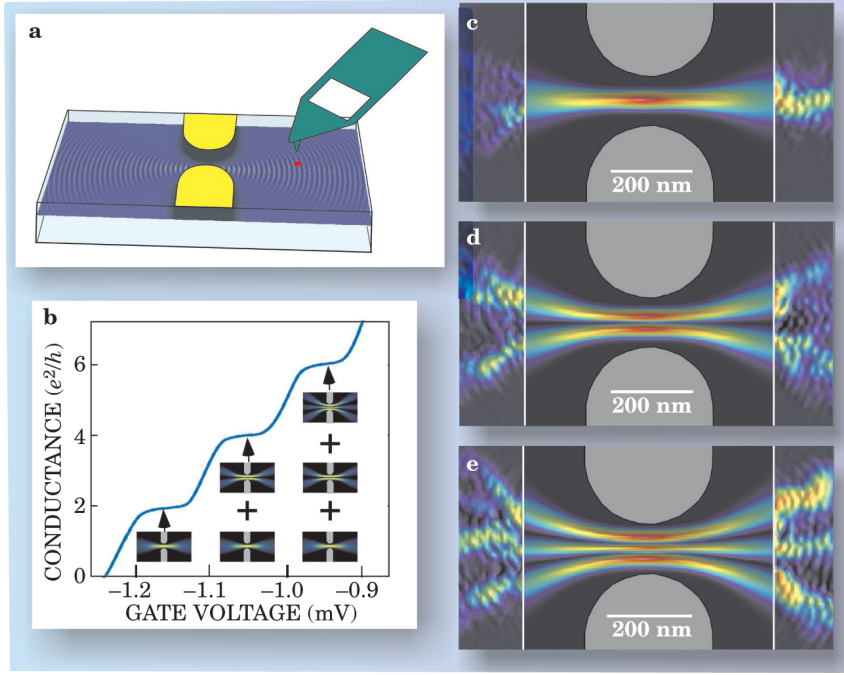 a
b
CONDUCTANCE (e²/h)
6
4
2
0
−1.2
−1.1
−1.0
−0.9
GATE VOLTAGE (mV)
+
+
+
c
200 nm
d
200 nm
e
200 nm